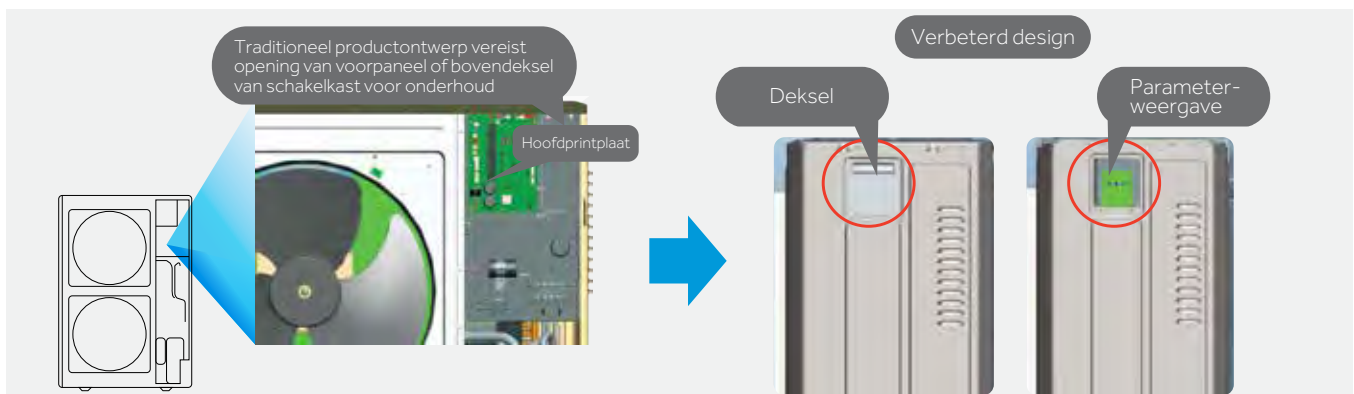 Traditioneel productontwerp vereist
opening van voorpaneel of bovendeksel
van schakelkast voor onderhoud
Hoofdprintplaat
Verbeterd design
Deksel
Parameter-
weergave